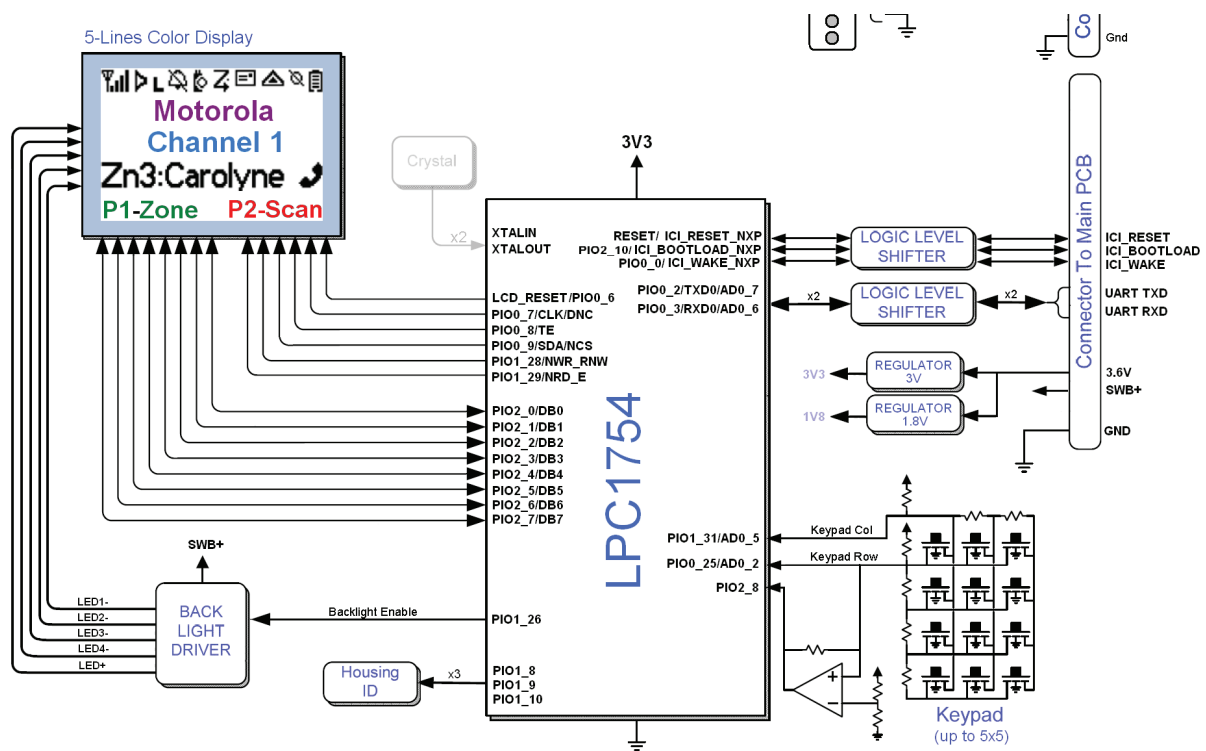 5-Lines Color Display
Motorola
Channel 1
Zn3:Carolyne
P1-Zone P2-Scan
Crystal
x2
3V3
Co
Gnd
XTALIN
XTALOUT
LCD_RESET/PIO0_6
PIO0_7/CLK/DNC
PIO0_8/TE
PIO0_9/SDA/NCS
PIO1_28/NWR_RNW
PIO1_29/NRD_E
PIO2_0/DB0
PIO2_1/DB1
PIO2_2/DB2
PIO2_3/DB3
PIO2_4/DB4
PIO2_5/DB5
PIO2_6/DB6
PIO2_7/DB7
PIO1_26
PIO1_8
PIO1_9
PIO1_10
LPC1754
RESET/ ICI_RESET_NXP
PIO2_10/ICI_BOOTLOAD_NXP
PIO0_0/ ICI_WAKE_NXP
PIO0_2/TXD0/AD0_7
PIO0_3/RXD0/AD0_6
PIO1_31/AD0_5
PIO0_25/AD0_2
PIO2_8
LOGIC LEVEL
SHIFTER
x2
LOGIC LEVEL
SHIFTER
x2
Connector To Main PCB
ICI_RESET
ICI_BOOTLOAD
ICI_WAKE
UART TXD
UART RXD
3V3
REGULATOR
3V
3.6V
SWB+
1V8
REGULATOR
1.8V
GND
Keypad Col
Keypad Row
Keypad
(up to 5x5)
SWB+
LED1-
LED2-
LED3-
LED4-
LED+
BACK
LIGHT
DRIVER
Backlight Enable
Housing
ID
x3
+
−